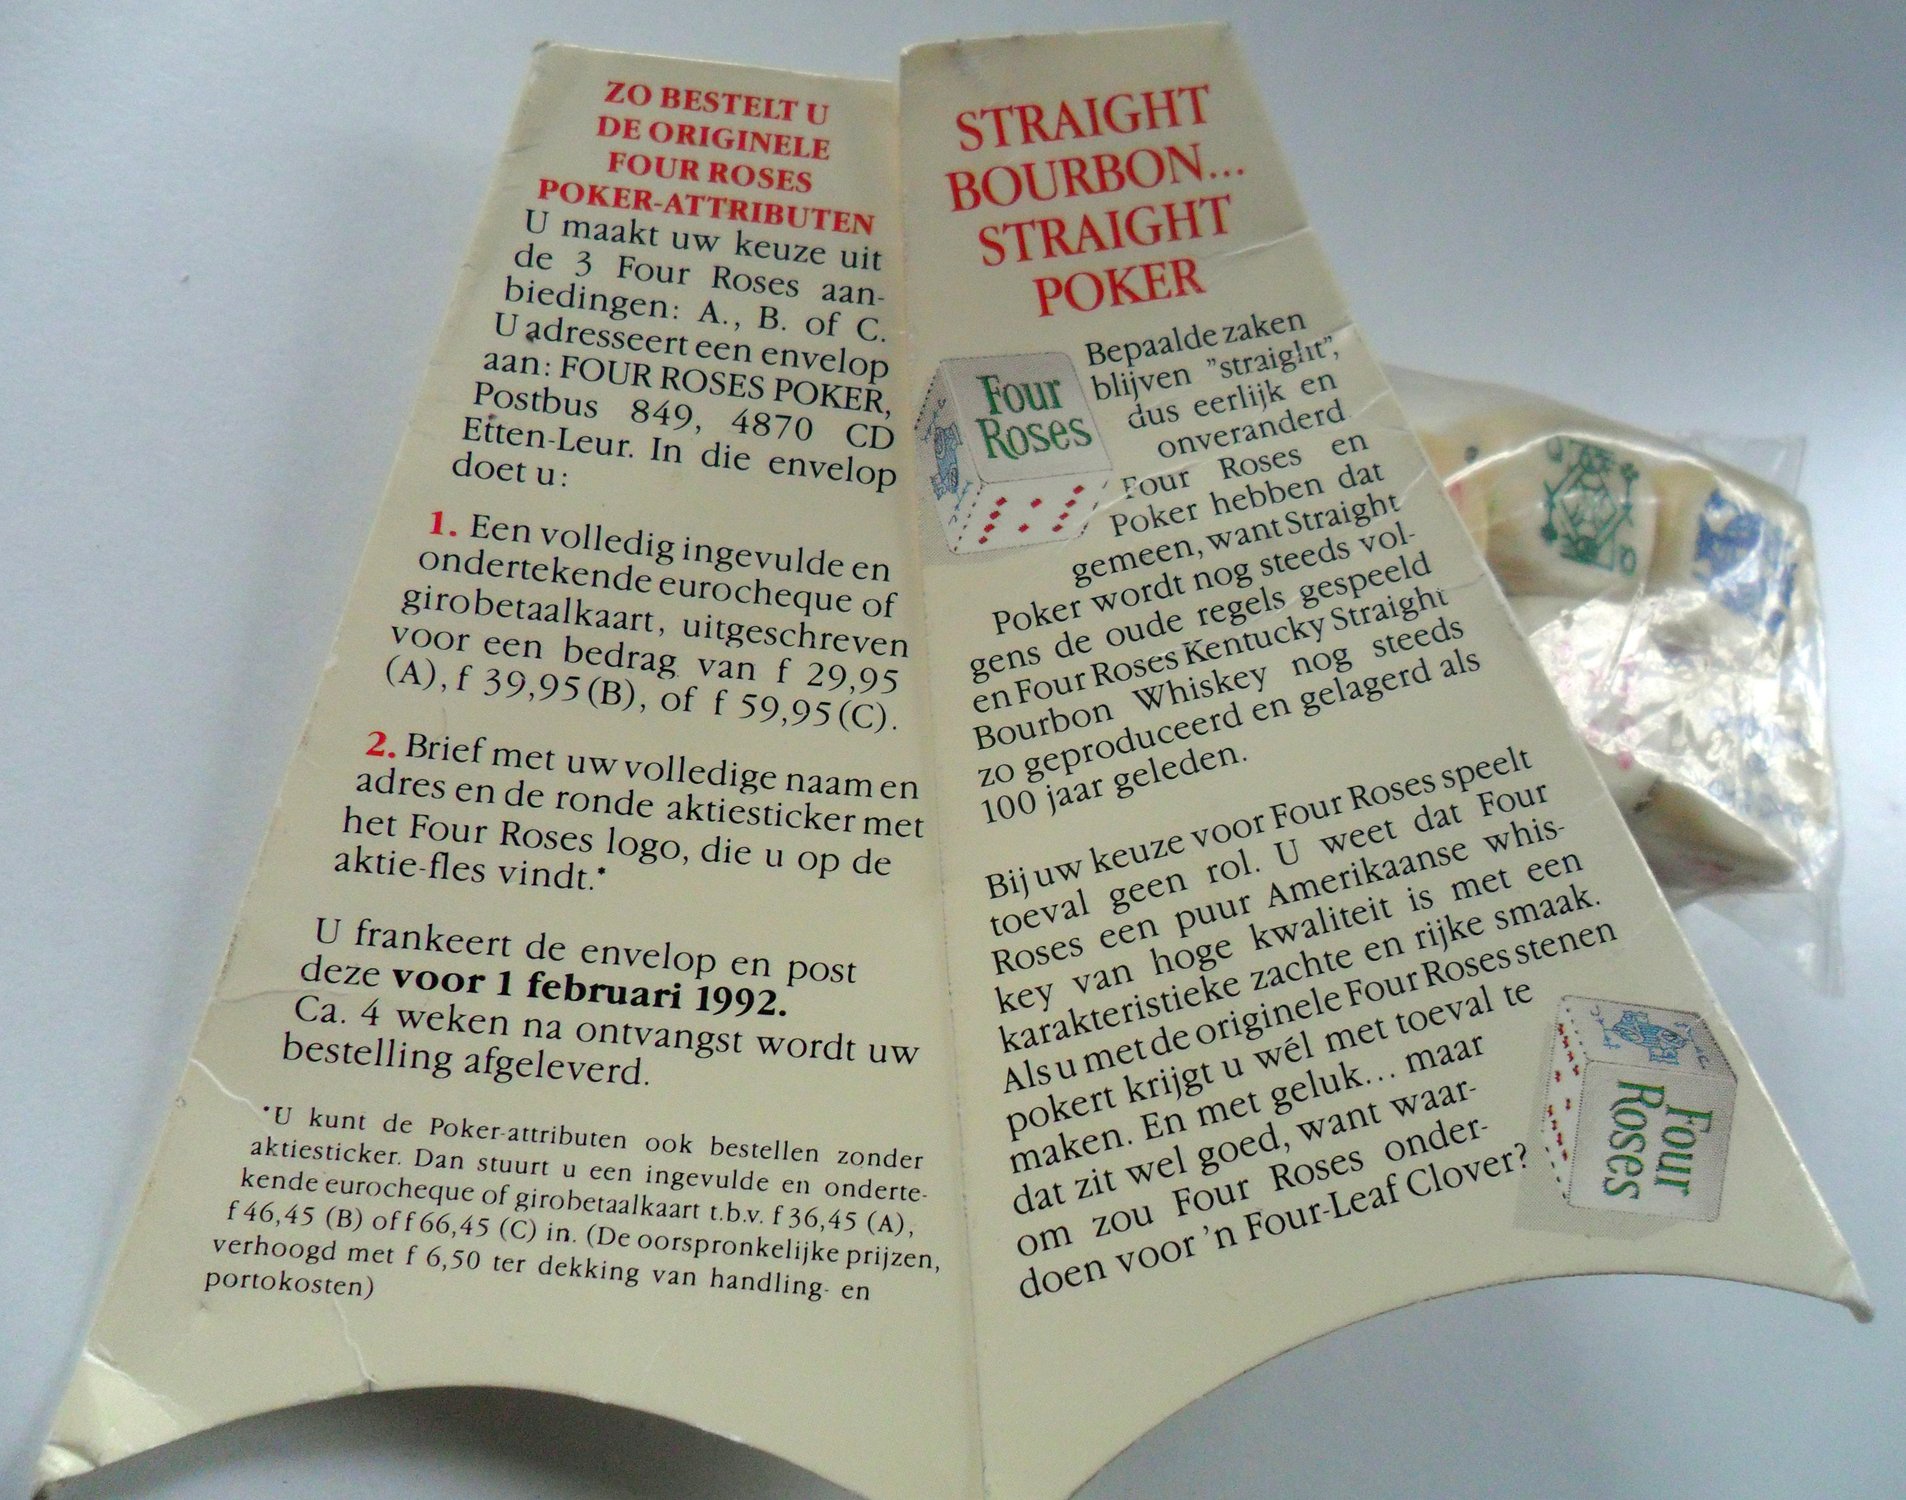 ZO BESTELT U
DE ORIGINELE
FOUR ROSES
POKER-ATTRIBUTEN
U maakt uw keuze uit
de 3 Four Roses aan-
biedingen: A., B. of C.
U adresseert een envelop
aan: FOUR ROSES POKER,
Postbus 849, 4870 CD
Etten-Leur. In die envelop
doet u:
1. Een volledig ingevulde en
ondertekende eurocheque of
girobetaalkaart, uitgeschreven
voor een bedrag van f 29,95
(A), f 39,95 (B), of f 59,95 (C).
2. Brief met uw volledige naam en
adres en de ronde aktiesticker met
het Four Roses logo, die u op de
aktie-fles vindt.*
U frankeert de envelop en post
deze voor 1 februari 1992.
Ca. 4 weken na ontvangst wordt uw
bestelling afgeleverd.
*U kunt de Poker-attributen ook bestellen zonder
aktiesticker. Dan stuurt u een ingevulde en onderte-
kende eurocheque of girobetaalkaart t.b.v. f 36,45 (A),
f 46,45 (B) of f 66,45 (C) in. (De oorspronkelijke prijzen,
verhoogd met f 6,50 ter dekking van handling- en
portokosten)
STRAIGHT
BOURBON...
STRAIGHT
POKER
Four
Roses
Bepaalde zaken
blijven "straight",
dus eerlijk en
onveranderd.
Four Roses en
Poker hebben dat
gemeen, want Straight
Poker wordt nog steeds vol-
gens de oude regels gespeeld
en Four Roses Kentucky Straight
Bourbon Whiskey nog steeds
zo geproduceerd en gelagerd als
100 jaar geleden.
Bij uw keuze voor Four Roses speelt
toeval geen rol. U weet dat Four
Roses een puur Amerikaanse whis-
key van hoge kwaliteit is met een
karakteristieke zachte en rijke smaak.
Als u met de originele Four Roses stenen
pokert krijgt u wél met toeval te
maken. En met geluk... maar
dat zit wel goed, want waar-
om zou Four Roses onder-
doen voor 'n Four-Leaf Clover?
Four
Roses